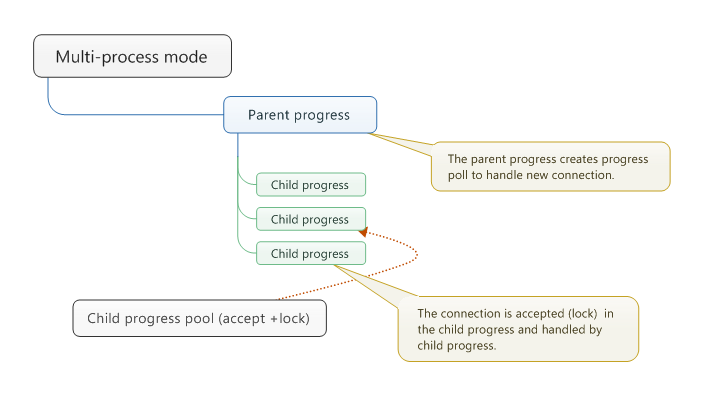 Multi-process mode
Parent progress
The parent progress creates progress
poll to handle new connection.
Child progress
Child progress
Child progress
Child progress pool (accept +lock)
The connection is accepted (lock) in
the child progress and handled by
child progress.